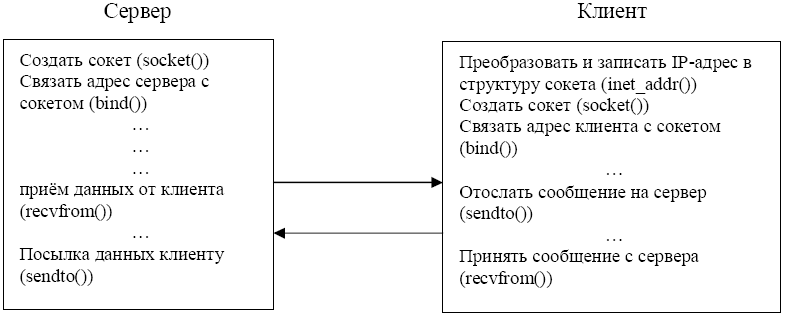 Сервер
Создать сокет (socket())
Связать адрес сервера с
сокетом (bind())
…
…
…
приём данных от клиента
(recvfrom())
…
Посылка данных клиенту
(sendto())
Клиент
Преобразовать и записать IP-адрес в
структуру сокета (inet_addr())
Создать сокет (socket())
Связать адрес клиента с сокетом
(bind())
…
Отослать сообщение на сервер
(sendto())
…
Принять сообщение с сервера
(recvfrom())